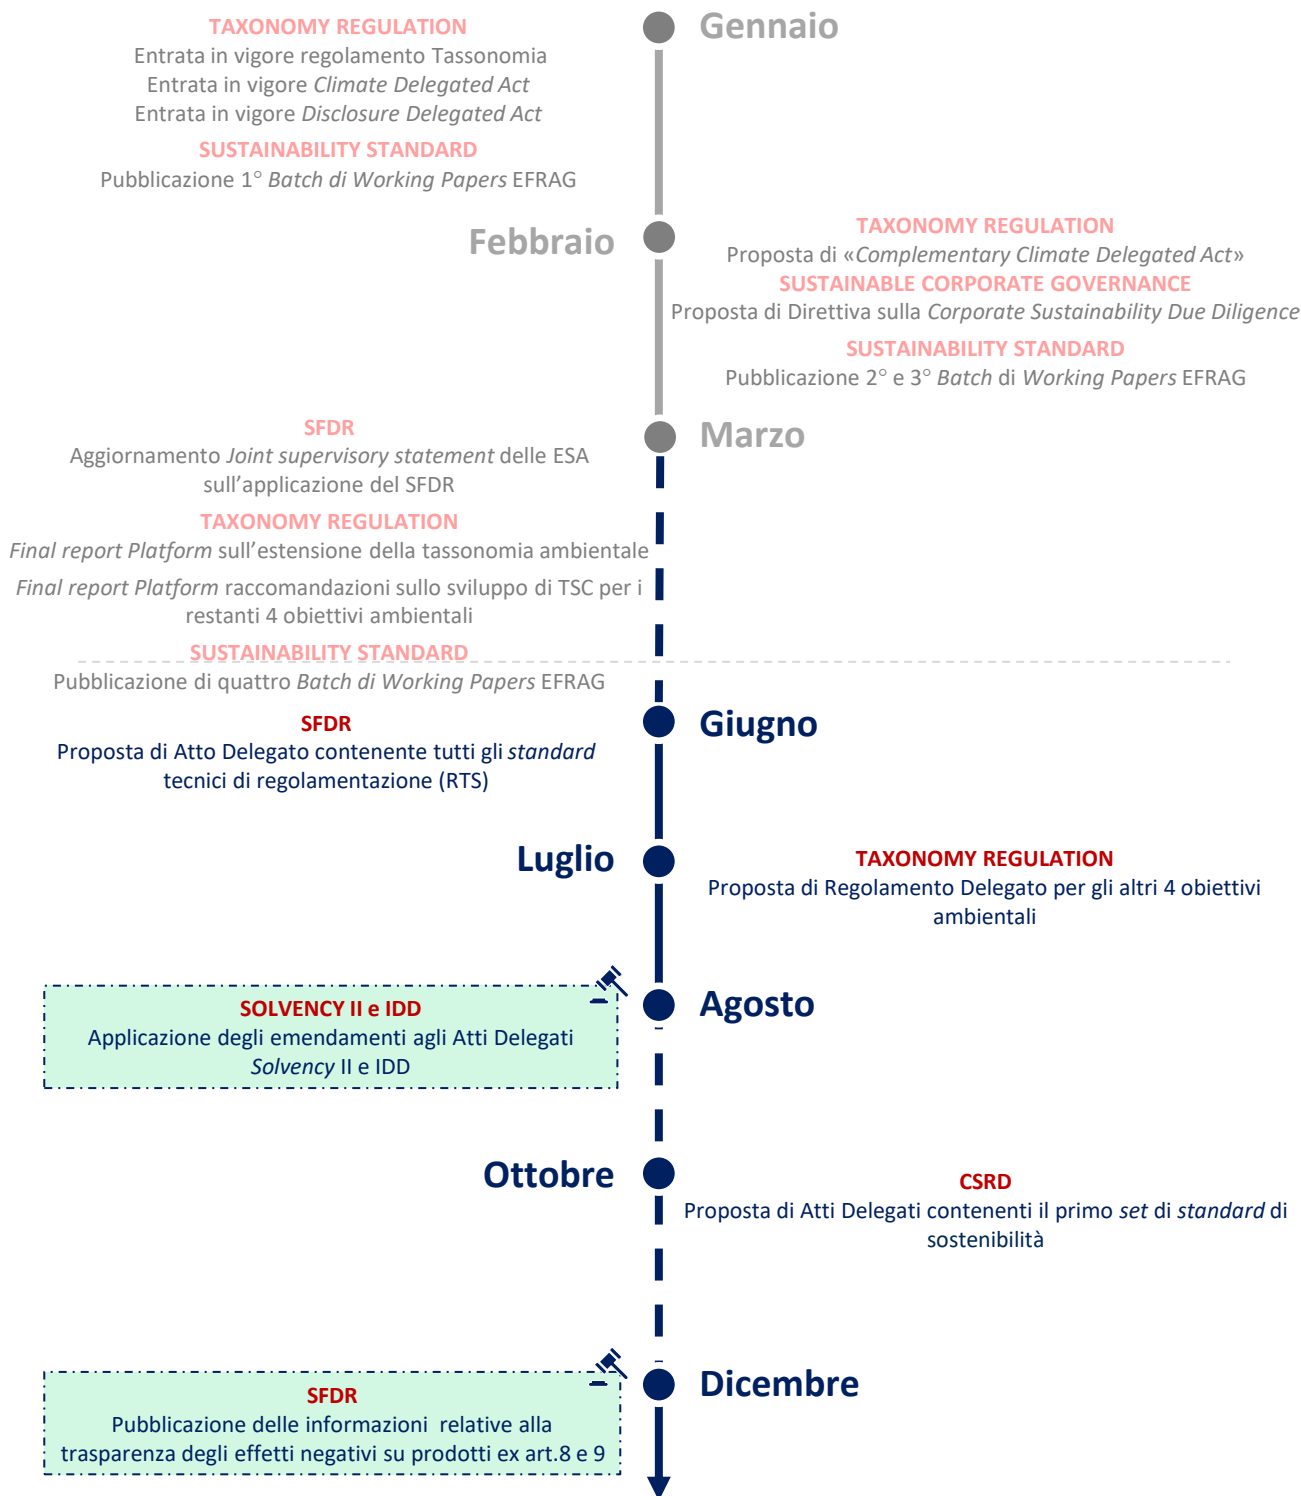 Gennaio
TAXONOMY REGULATION
Entrata in vigore regolamento Tassonomia
Entrata in vigore Climate Delegated Act
Entrata in vigore Disclosure Delegated Act
SUSTAINABILITY STANDARD
Pubblicazione 1° Batch di Working Papers EFRAG
Febbraio
TAXONOMY REGULATION
Proposta di «Complementary Climate Delegated Act»
SUSTAINABLE CORPORATE GOVERNANCE
Proposta di Direttiva sulla Corporate Sustainability Due Diligence
SUSTAINABILITY STANDARD
Pubblicazione 2° e 3° Batch di Working Papers EFRAG
Marzo
SFDR
Aggiornamento Joint supervisory statement delle ESA
sull'applicazione del SFDR
TAXONOMY REGULATION
Final report Platform sull'estensione della tassonomia ambientale
Final report Platform raccomandazioni sullo sviluppo di TSC per i
restanti 4 obiettivi ambientali
SUSTAINABILITY STANDARD
Pubblicazione di quattro Batch di Working Papers EFRAG
Giugno
SFDR
Proposta di Atto Delegato contenente tutti gli standard
tecnici di regolamentazione (RTS)
Luglio
TAXONOMY REGULATION
Proposta di Regolamento Delegato per gli altri 4 obiettivi
ambientali
Agosto
SOLVENCY II e IDD
Applicazione degli emendamenti agli Atti Delegati
Solvency II e IDD
Ottobre
CSRD
Proposta di Atti Delegati contenenti il primo set di standard di
sostenibilità
Dicembre
SFDR
Pubblicazione delle informazioni relative alla
trasparenza degli effetti negativi su prodotti ex art.8 e 9